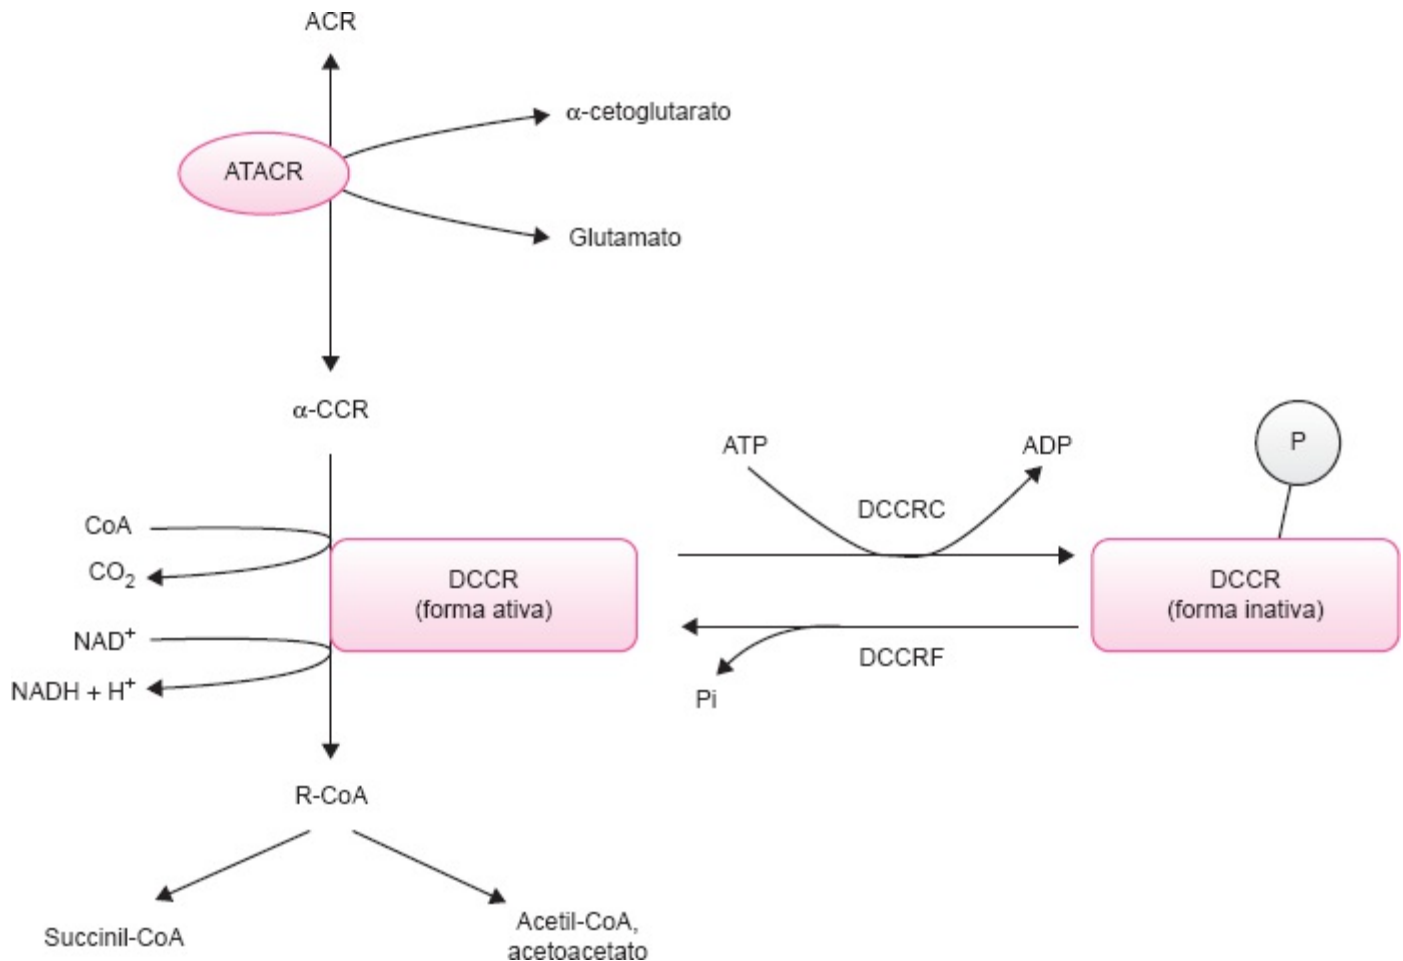 ACR
α-cetoglutarato
ATACR
Glutamato
α-CCR
ATP
ADP
P
DCCRC
CoA
CO₂
DCCR
(forma ativa)
DCCR
(forma inativa)
NAD⁺
NADH + H⁺
DCCRF
Pi
R-CoA
Succinil-CoA
Acetil-CoA,
acetoacetato